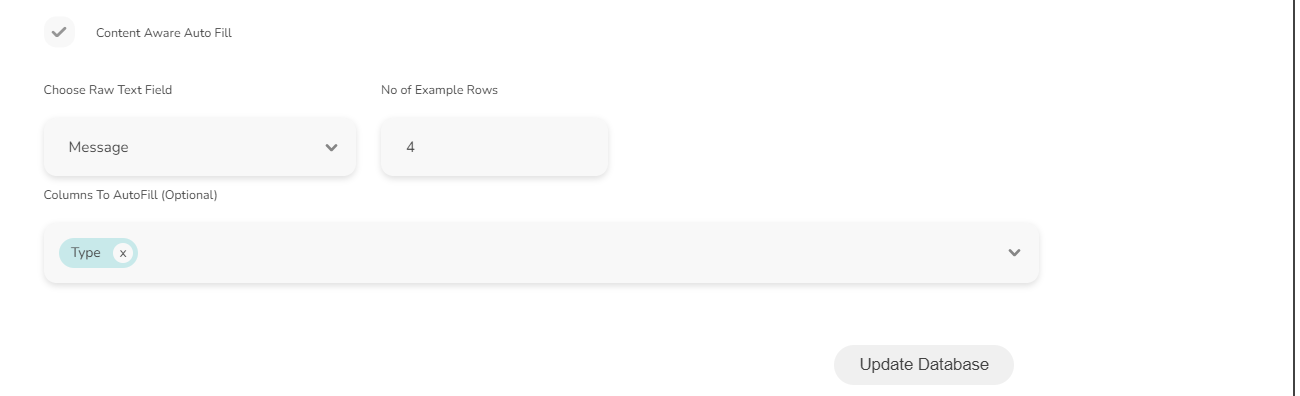 Content Aware Auto Fill
Choose Raw Text Field
No of Example Rows
Message
4
Columns To AutoFill (Optional)
Type x
Update Database